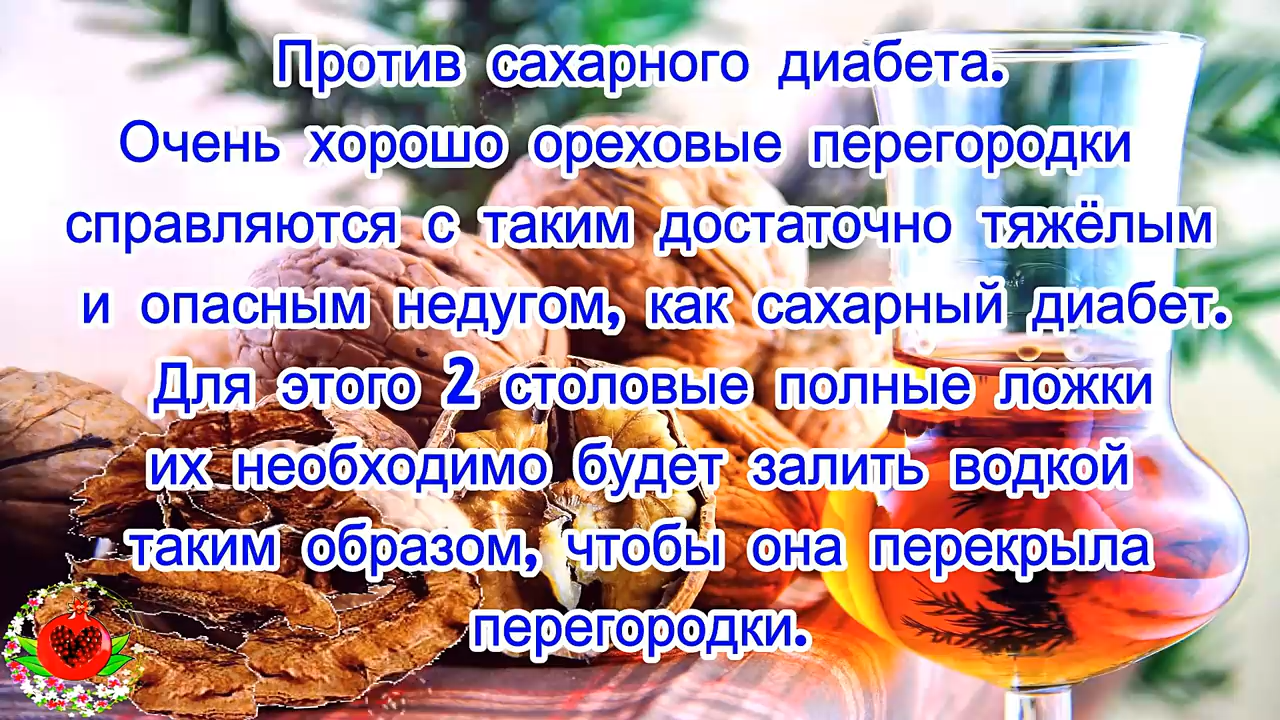 Против сахарного диабета.
Очень хорошо ореховые перегородки
справляются с таким достаточно тяжёлым
и опасным недугом, как сахарный диабет.
Для этого 2 столовые полные ложки
их необходимо будет залить водкой
таким образом, чтобы она перекрыла
перегородки.